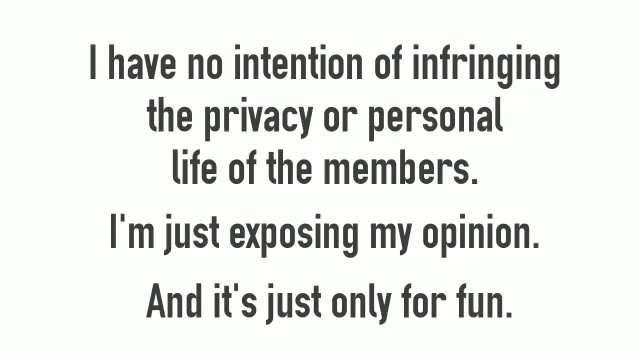 I have no intention of infringing
the privacy or personal
life of the members.
I'm just exposing my opinion.
And it's just only for fun.